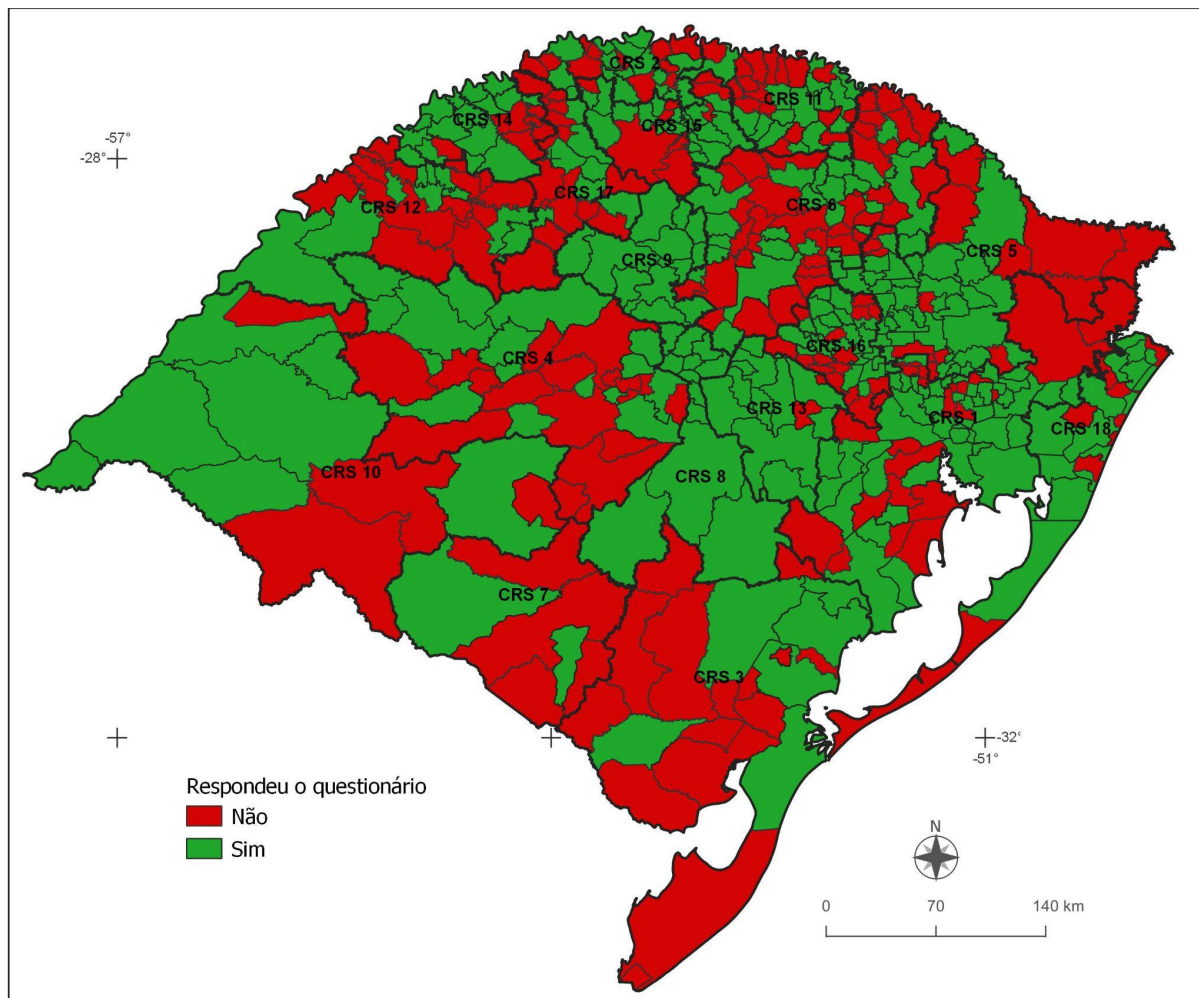 CRS 2
CRS 11
CRS 14
CRS 15
-57°
-28°
CRS 17
CRS 6
CRS 12
CRS 5
CRS 9
CRS 4
CRS 16
CRS 13
CRS 1
CRS 18
CRS 10
CRS 8
CRS 7
CRS 3
-32°
-51°
Respondeu o questionário
Não
Sim
N
0 70 140 km